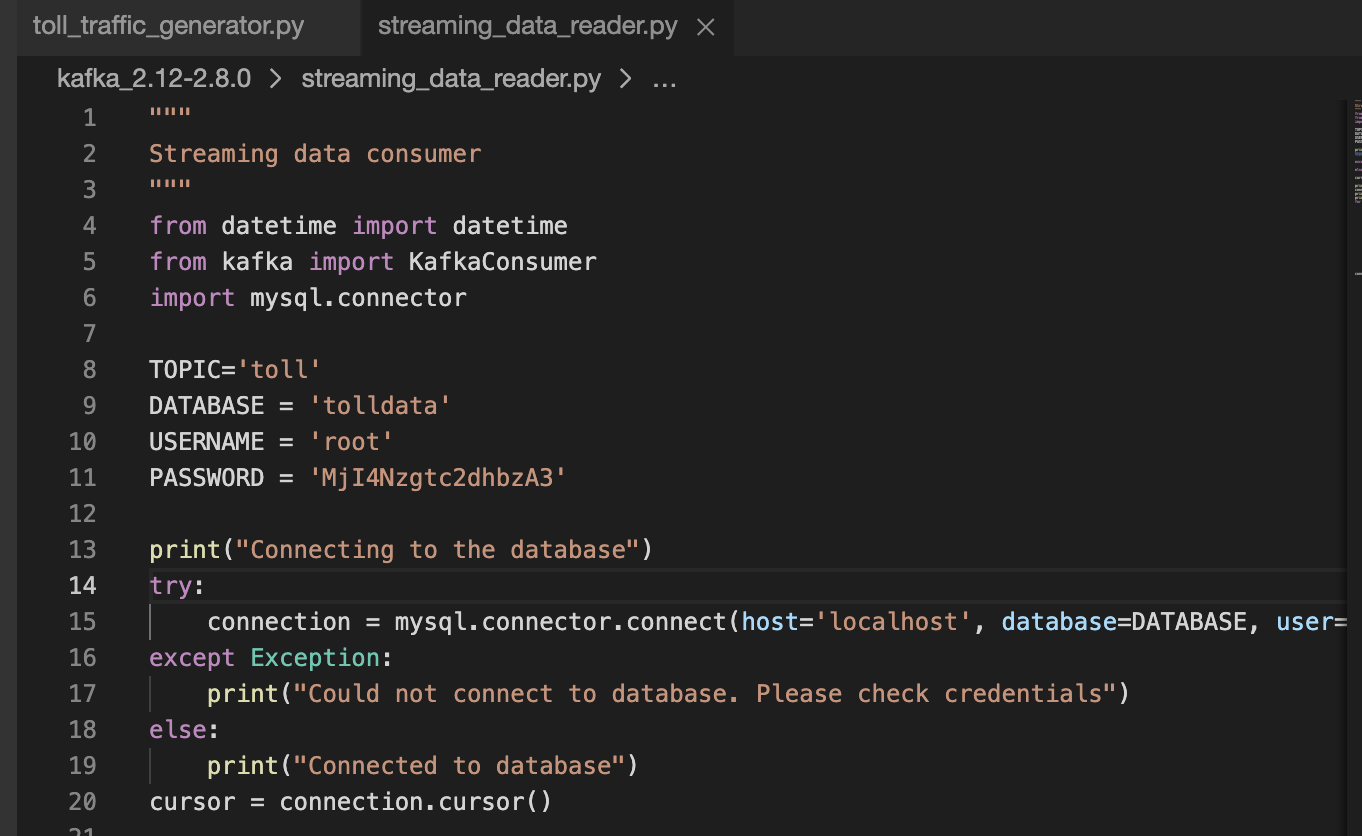 toll_traffic_generator.py streaming_data_reader.py ×
kafka_2.12-2.8.0 > streaming_data_reader.py > ...
1 """
2 Streaming data consumer
3 """
4 from datetime import datetime
5 from kafka import KafkaConsumer
6 import mysql.connector
7
8 TOPIC='toll'
9 DATABASE = 'tolldata'
10 USERNAME = 'root'
11 PASSWORD = 'MjI4Nzgtc2dhbzA3'
12
13 print("Connecting to the database")
14 try:
15     connection = mysql.connector.connect(host='localhost', database=DATABASE, user=
16 except Exception:
17     print("Could not connect to database. Please check credentials")
18 else:
19     print("Connected to database")
20 cursor = connection.cursor()
21